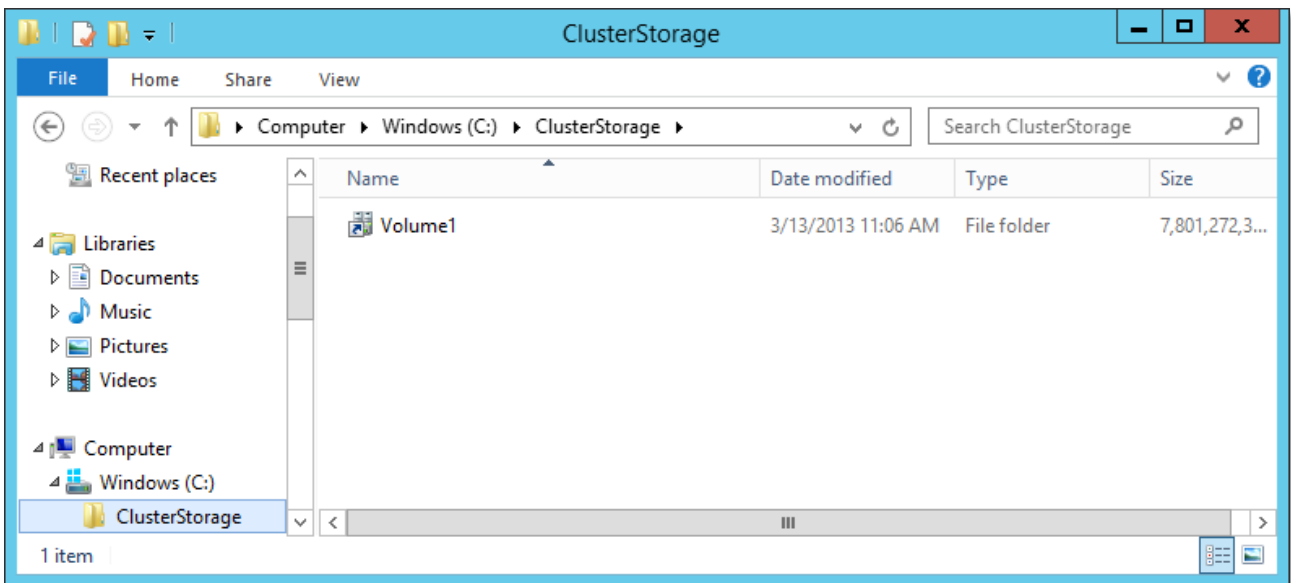 ClusterStorage
File Home Share View
Computer Windows (C:) ClusterStorage Search ClusterStorage
Recent places
Libraries
Documents
Music
Pictures
Videos
Computer
Windows (C:)
ClusterStorage
Name Date modified Type Size
Volume1 3/13/2013 11:06 AM File folder 7,801,272,3...
1 item